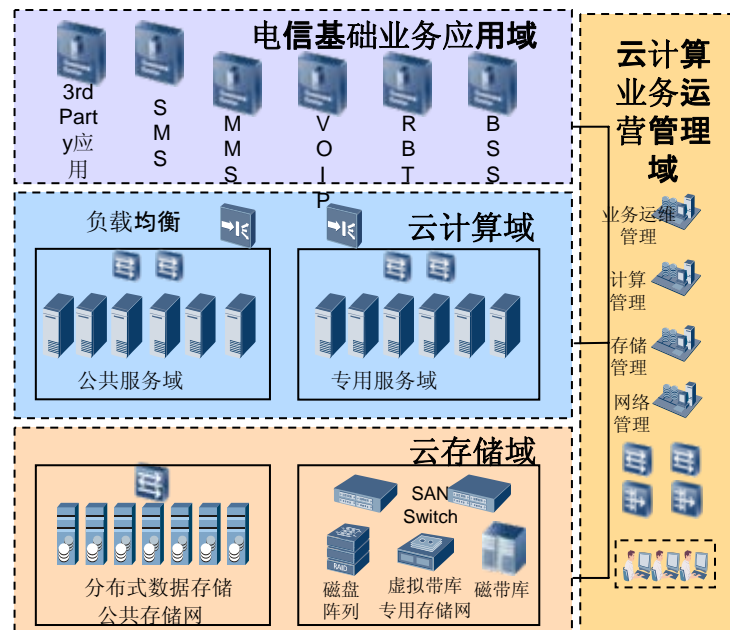 电信基础业务应用域
3rd
Part
y应
用
S
M
S
M
M
S
V
O
I
P
R
B
T
B
S
S
负载均衡
云计算域
公共服务域
专用服务域
云存储域
分布式数据存储
公共存储网
SAN
Switch
RAID
磁盘
阵列
虚拟带库
磁带库
专用存储网
云计算
业务运
营管理
域
业务运维
管理
计算
管理
存储
管理
网络
管理